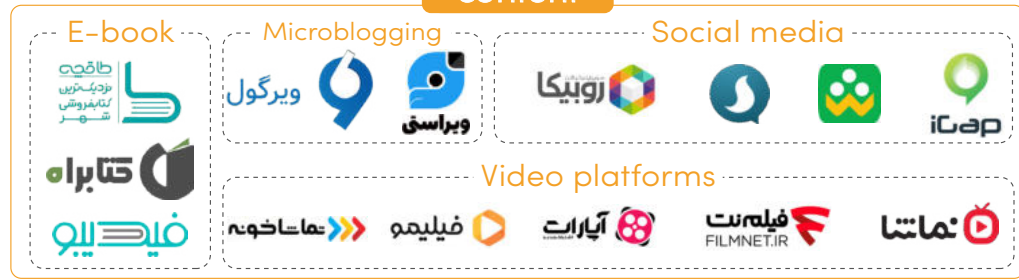 Content
E-book
طاقچه
نزدیک‌ترین
کتابفروشی
شهر
کتابراه
فیدیبو
Microblogging
ویرگول
ویراستی
Social media
روبیکا
iGap
Video platforms
تماشاخونه
فیلیمو
آپارات
فیلم‌نت
FILMNET.IR
نماشا